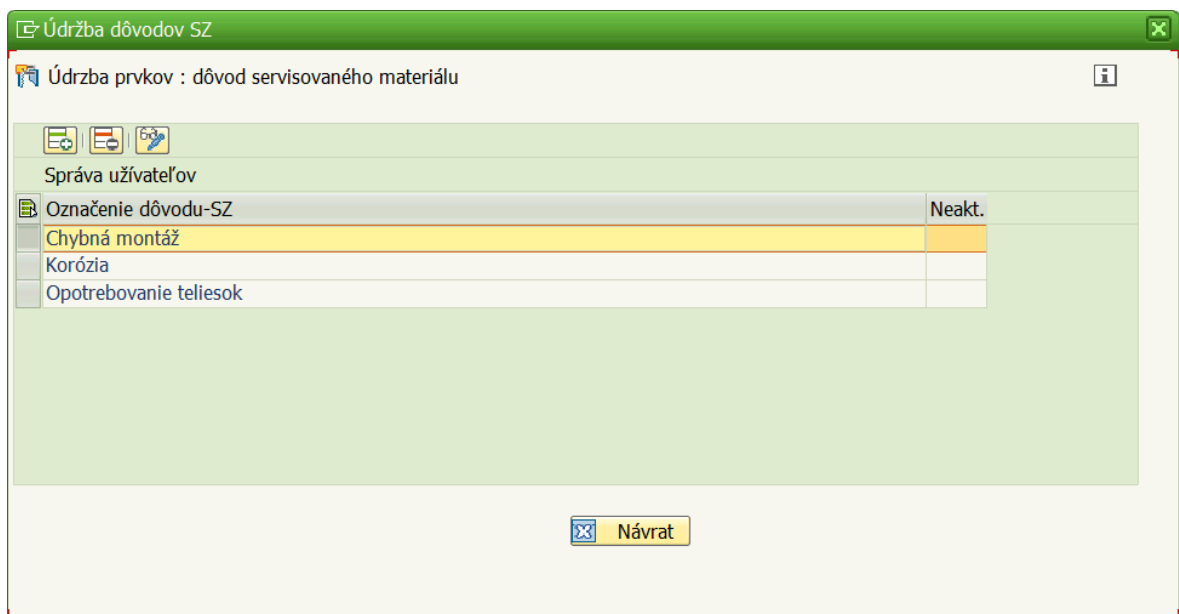 Údržba dôvodov SZ
Údrzba prvkov : dôvod servisovaného materiálu
Správa užívateľov
Označenie dôvodu-SZ Neakt.
Chybná montáž
Korózia
Opotrebovanie teliesok
Návrat